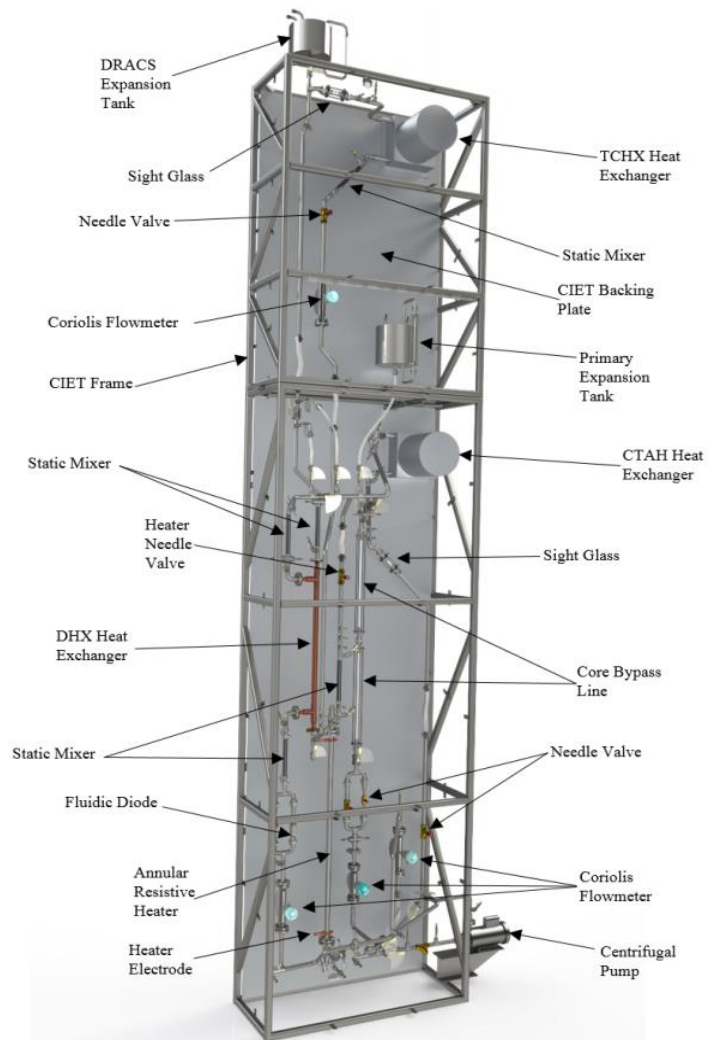 DRACS
Expansion
Tank
Sight Glass
Needle Valve
Coriolis Flowmeter
CIET Frame
Static Mixer
Heater
Needle
Valve
DHX Heat
Exchanger
Static Mixer
Fluidic Diode
Annular
Resistive
Heater
Heater
Electrode
TCHX Heat
Exchanger
Static Mixer
CIET Backing
Plate
Primary
Expansion
Tank
CTAH Heat
Exchanger
Sight Glass
Core Bypass
Line
Needle Valve
Coriolis
Flowmeter
Centrifugal
Pump